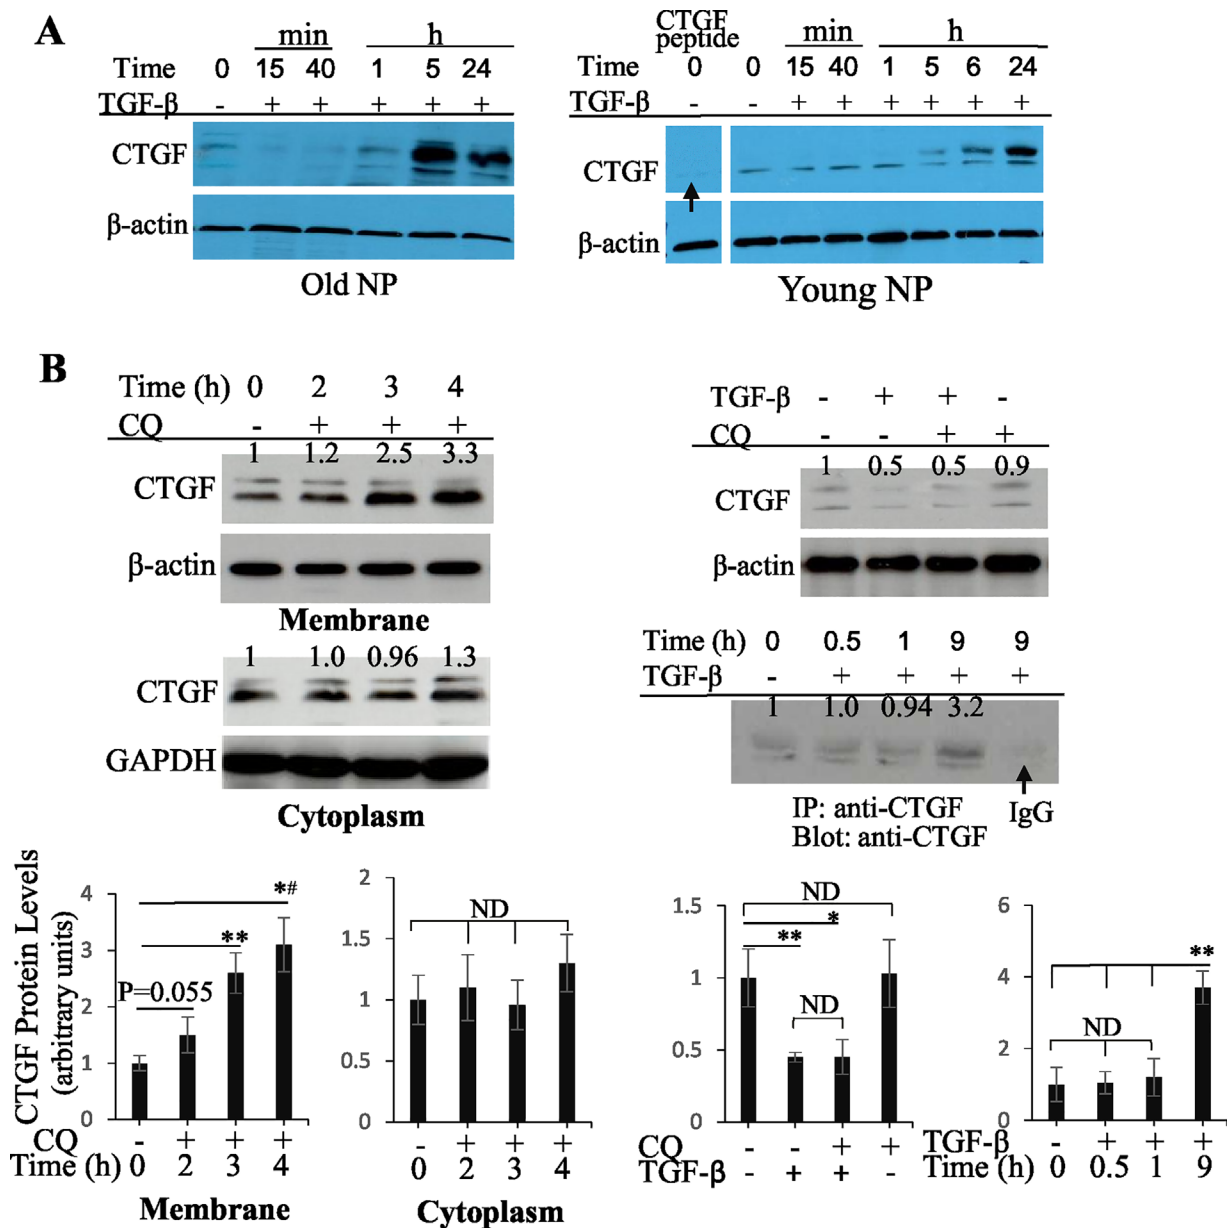 A
min h
Time 0 15 40 1 5 24
TGF-β - + + + + +
CTGF
β-actin
Old NP
CTGF
peptide min h
Time 0 0 15 40 1 5 6 24
TGF-β - - + + + + + +
CTGF
β-actin
Young NP
B
Time (h) 0 2 3 4
CQ - + + +
1 1.2 2.5 3.3
CTGF
β-actin
Membrane
1 1.0 0.96 1.3
CTGF
GAPDH
Cytoplasm
TGF-β - + + -
CQ - - + +
1 0.5 0.5 0.9
CTGF
β-actin
Time (h) 0 0.5 1 9 9
TGF-β - + + + +
1 1.0 0.94 3.2
IP: anti-CTGF IgG
Blot: anti-CTGF
CTGF Protein Levels
(arbitrary units)
4
3
2
1
0
*#
**
P=0.055
CQ - + + +
Time (h) 0 2 3 4
Membrane
2
1.5
1
0.5
0
ND
- + + +
0 2 3 4
Cytoplasm
1.5
1
0.5
0
ND
*
**
ND
CQ - - + +
TGF-β - + + -
6
4
2
0
**
ND
TGF-β - + + +
Time (h) 0 0.5 1 9